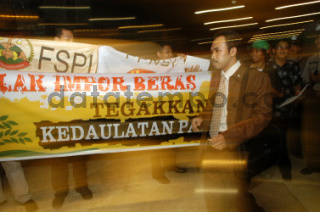 FSPI
LAK IMPOR BERAS
TEGAKKAN
KEDAULATAN PA